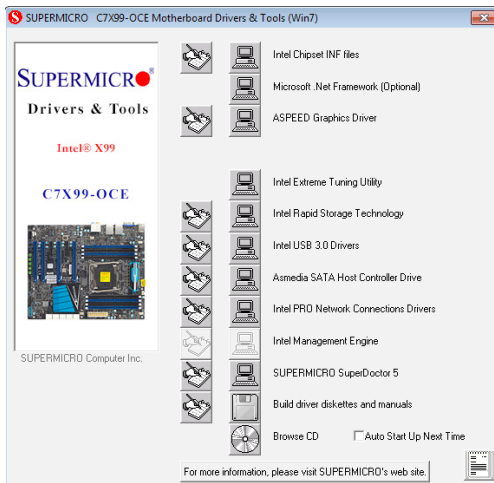 SUPERMICRO C7X99-OCE Motherboard Drivers & Tools (Win7)
SUPERMICRO
Drivers & Tools
Intel® X99
C7X99-OCE
SUPERMICRO Computer Inc.
Intel Chipset INF files
Microsoft .Net Framework (Optional)
ASPEED Graphics Driver
Intel Extreme Tuning Utility
Intel Rapid Storage Technology
Intel USB 3.0 Drivers
Asmedia SATA Host Controller Drive
Intel PRO Network Connections Drivers
Intel Management Engine
SUPERMICRO SuperDoctor 5
Build driver diskettes and manuals
Browse CD Auto Start Up Next Time
For more information, please visit SUPERMICRO's web site.